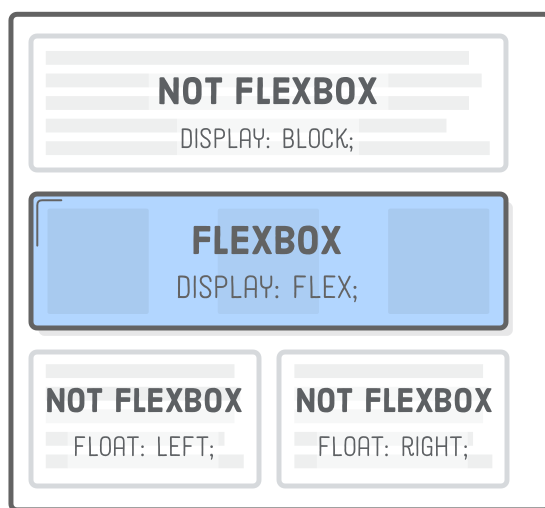 NOT FLEXBOX
DISPLAY: BLOCK;
FLEXBOX
DISPLAY: FLEX;
NOT FLEXBOX
FLOAT: LEFT;
NOT FLEXBOX
FLOAT: RIGHT;